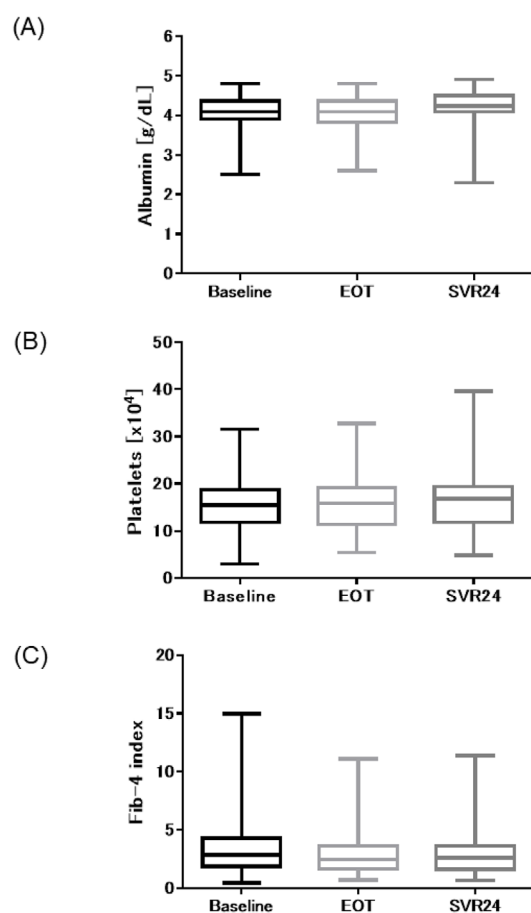 (A)
Albumin [g/dL]
6
5
4
3
2
1
0
Baseline EOT SVR24
(B)
Platelets [x10⁴]
50
40
30
20
10
0
Baseline EOT SVR24
(C)
Fib-4 index
20
15
10
5
0
Baseline EOT SVR24